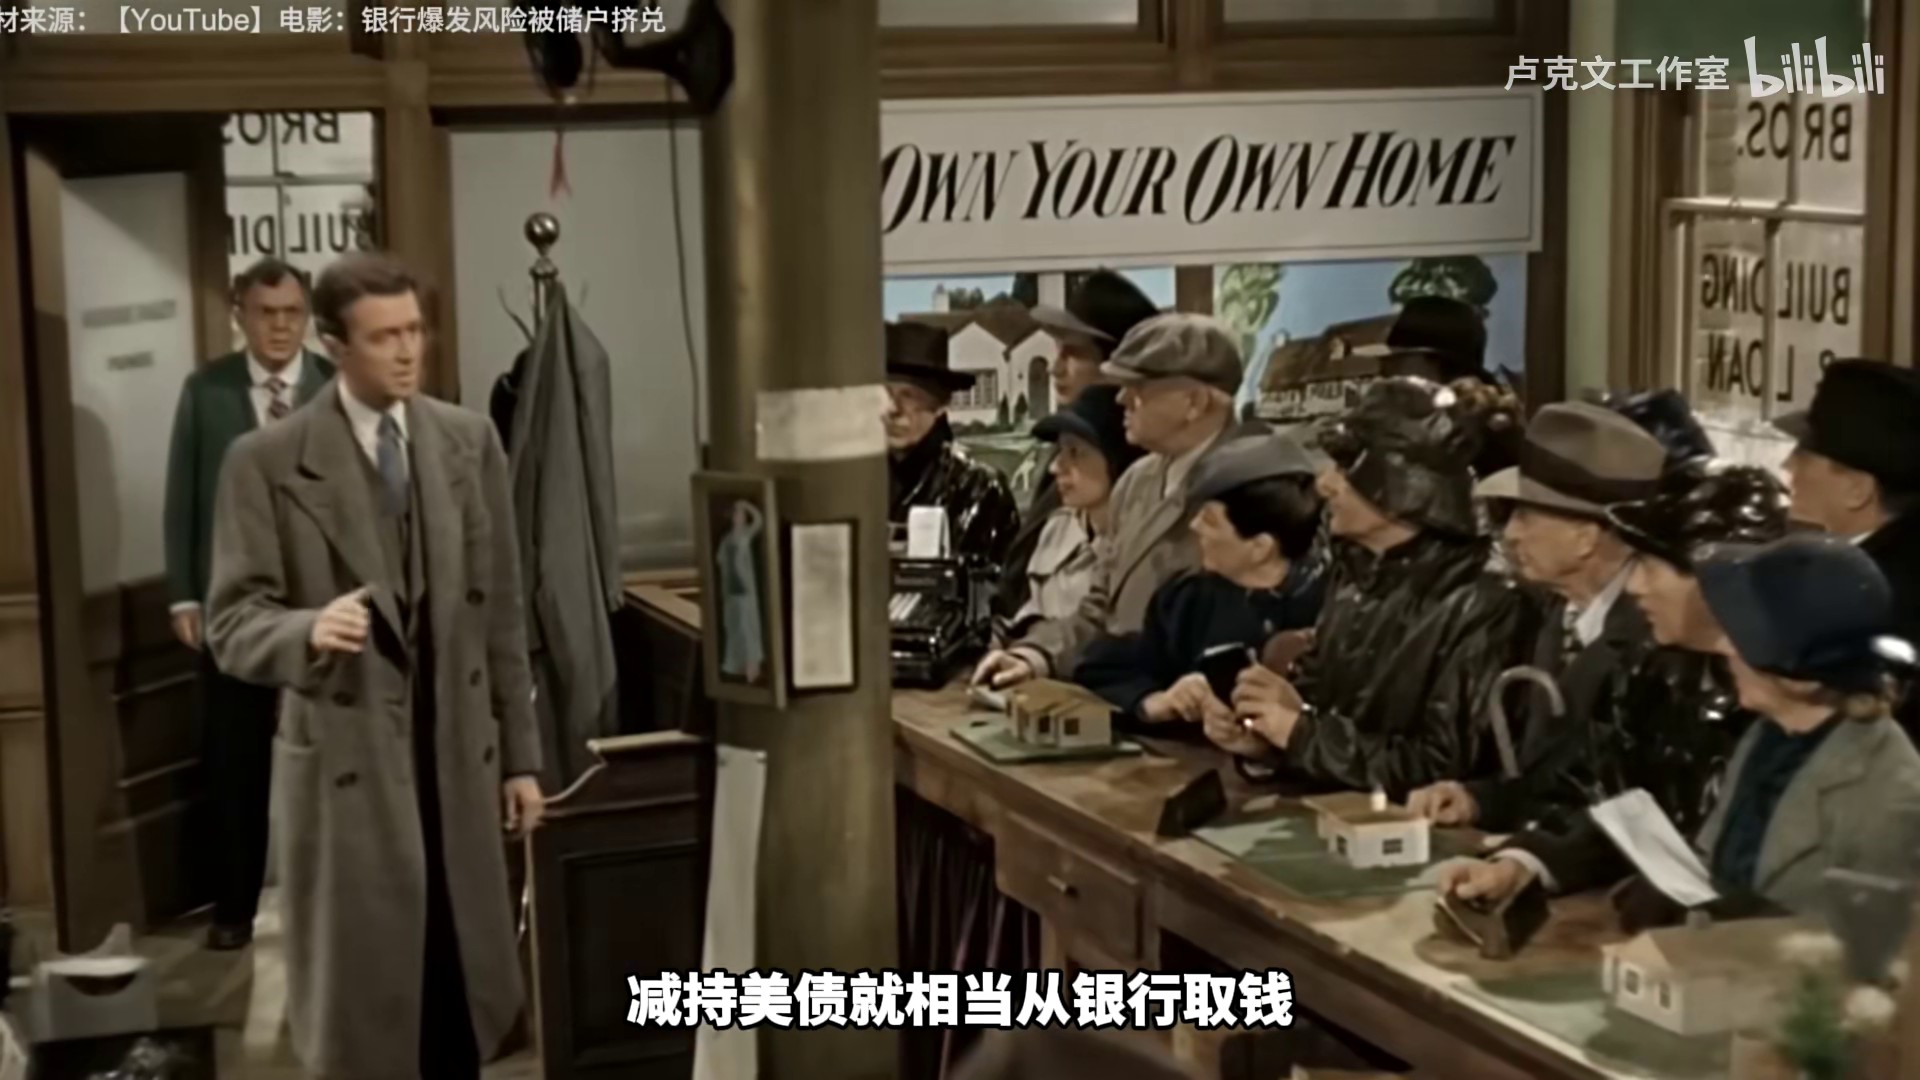 材来源：【YouTube】电影：银行爆发风险被储户挤兑
卢克文工作室 bilibili
BROS
BUILDIN
OWN YOUR OWN HOME
BROS.
BUILDING
& LOAN
减持美债就相当从银行取钱